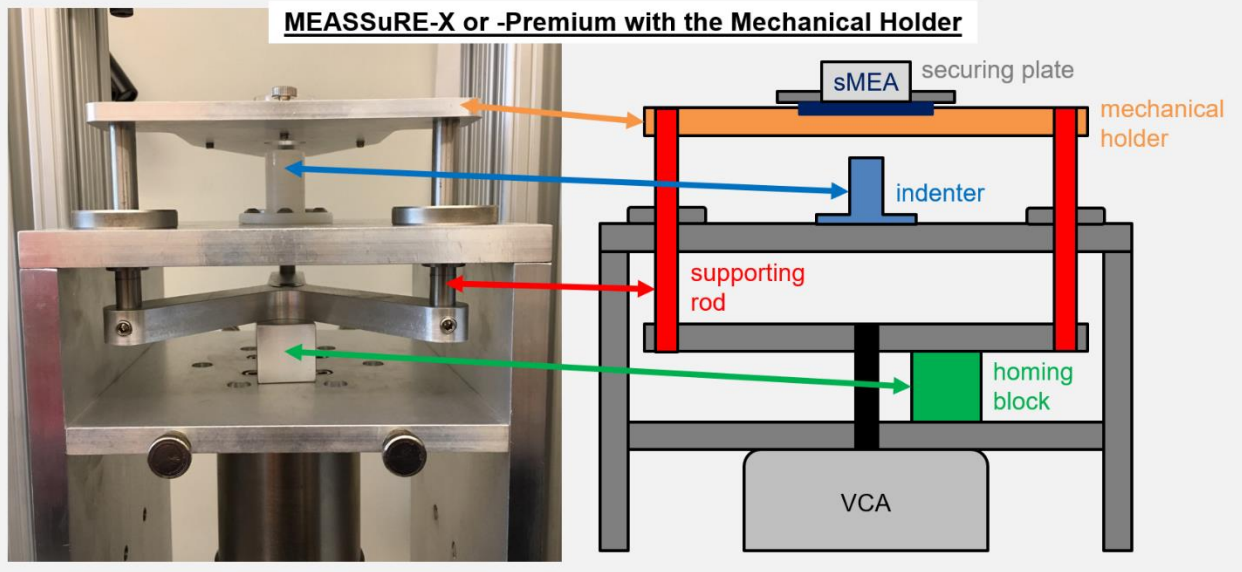 MEASSuRE-X or -Premium with the Mechanical Holder
sMEA
securing plate
mechanical
holder
indenter
supporting
rod
homing
block
VCA